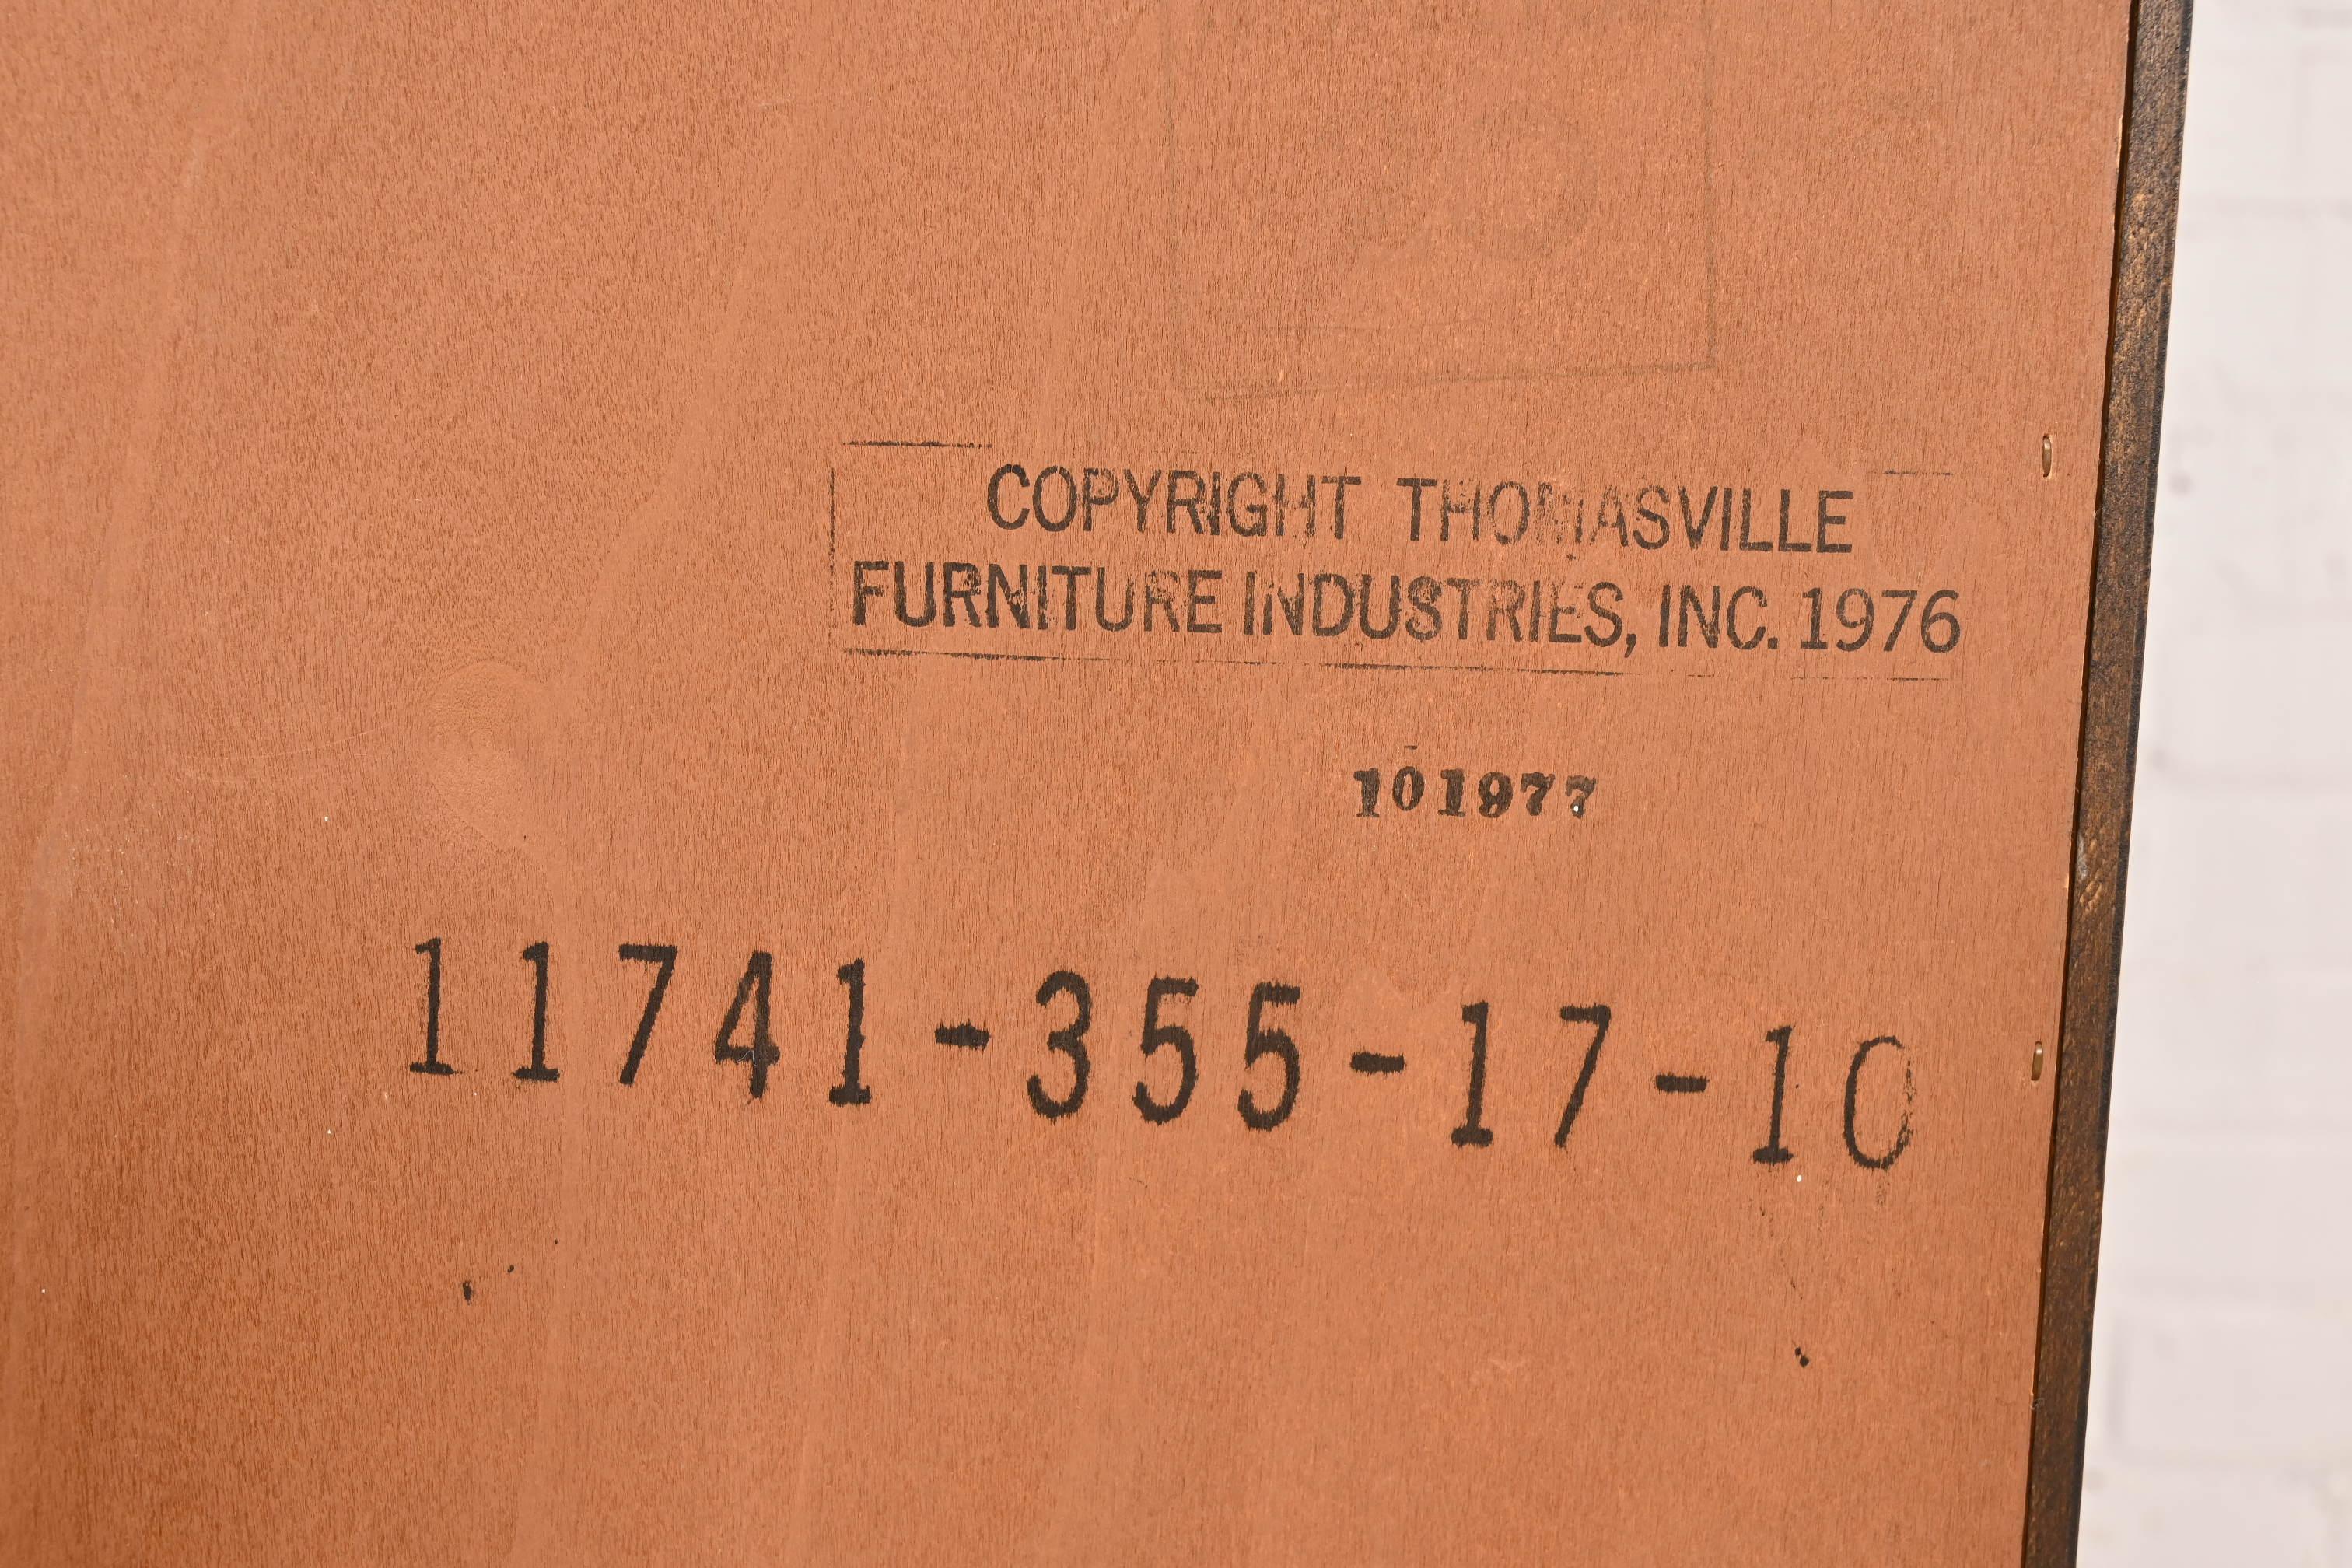 COPYRIGHT THOMASVILLE
FURNITURE INDUSTRIES, INC. 1976
101977
11741-355-17-10